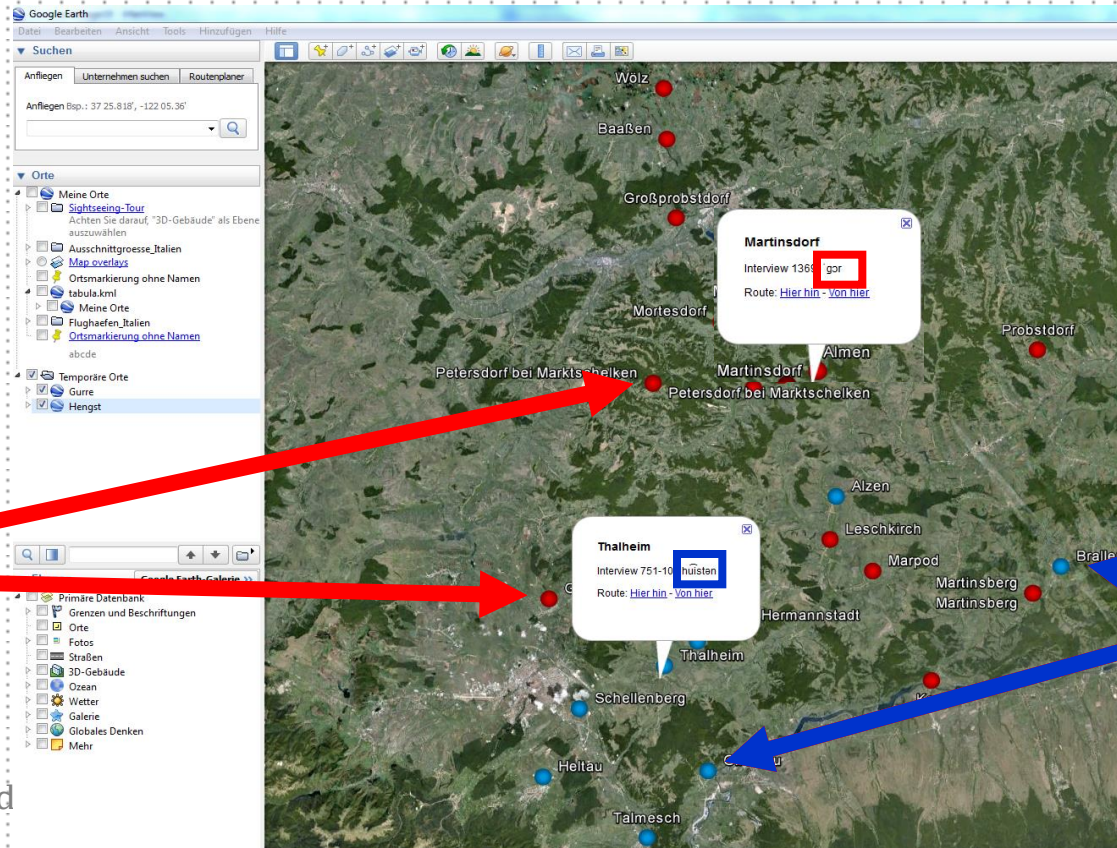 Google Earth
Datei Bearbeiten Ansicht Tools Hinzufügen Hilfe
Suchen
Anfliegen Unternehmen suchen Routenplaner
Anfliegen Bsp.: 37 25.818', -122 05.36'
Orte
Meine Orte
Sightseeing-Tour
Achten Sie darauf, "3D-Gebäude" als Ebene
auszuwählen
Ausschnittgroesse_Italien
Map overlays
Ortsmarkierung ohne Namen
tabula.kml
Meine Orte
Flughaefen_Italien
Ortsmarkierung ohne Namen
abcde
Temporäre Orte
Gurre
Hengst
Google Earth-Galerie »
Primäre Datenbank
Grenzen und Beschriftungen
Orte
Fotos
Straßen
3D-Gebäude
Ozean
Wetter
Galerie
Globales Denken
Mehr
Wölz
Baaßen
Großprobstdorf
Martinsdorf
Interview 1369 gɔr
Route: Hier hin - Von hier
Mortesdorf
Probstdorf
Almen
Petersdorf bei Marktschelken
Martinsdorf
Petersdorf bei Marktschelken
Alzen
Leschkirch
Thalheim
Interview 751-10 hu͡istən
Route: Hier hin - Von hier
Marpod
Martinsberg
Martinsberg
Hermannstadt
Thalheim
Schellenberg
Heltau
Talmesch